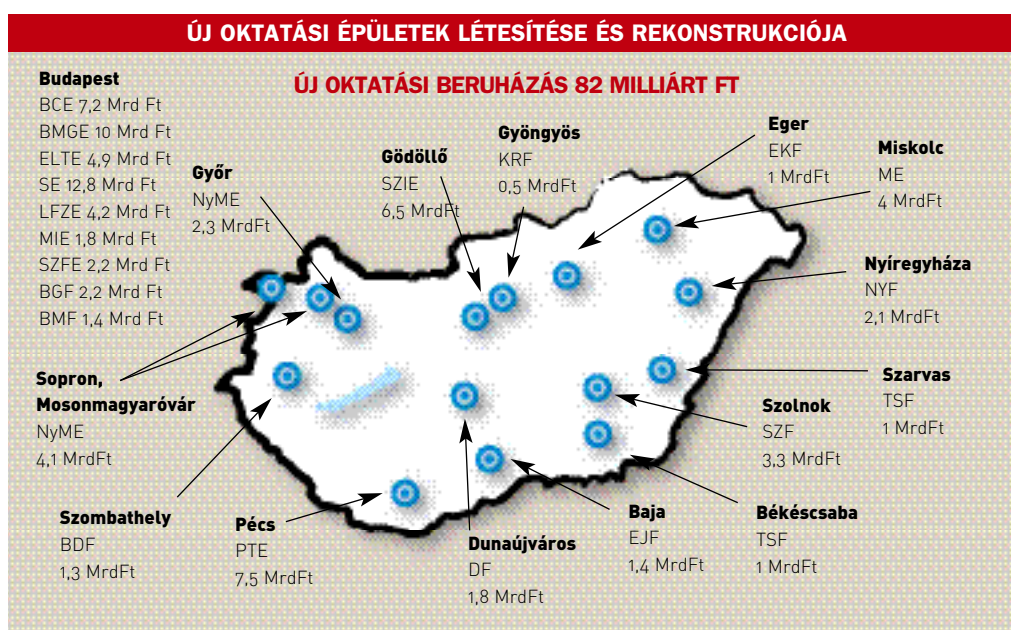 ÚJ OKTATÁSI ÉPÜLETEK LÉTESÍTÉSE ÉS REKONSTRUKCIÓJA
ÚJ OKTATÁSI BERUHÁZÁS 82 MILLIÁRT FT
Budapest
BCE 7,2 Mrd Ft
BMGE 10 Mrd Ft
ELTE 4,9 Mrd Ft
SE 12,8 Mrd Ft
LFZE 4,2 Mrd Ft
MIE 1,8 Mrd Ft
SZFE 2,2 Mrd Ft
BGF 2,2 Mrd Ft
BMF 1,4 Mrd Ft
Győr
NyME
2,3 MrdFt
Gödöllő
SZIE
6,5 MrdFt
Gyöngyös
KRF
0,5 MrdFt
Eger
EKF
1 MrdFt
Miskolc
ME
4 MrdFt
Nyíregyháza
NYF
2,1 MrdFt
Sopron,
Mosonmagyaróvár
NyME
4,1 MrdFt
Szarvas
TSF
1 MrdFt
Szolnok
SZF
3,3 MrdFt
Szombathely
BDF
1,3 MrdFt
Pécs
PTE
7,5 MrdFt
Dunaújváros
DF
1,8 MrdFt
Baja
EJF
1,4 MrdFt
Békéscsaba
TSF
1 MrdFt